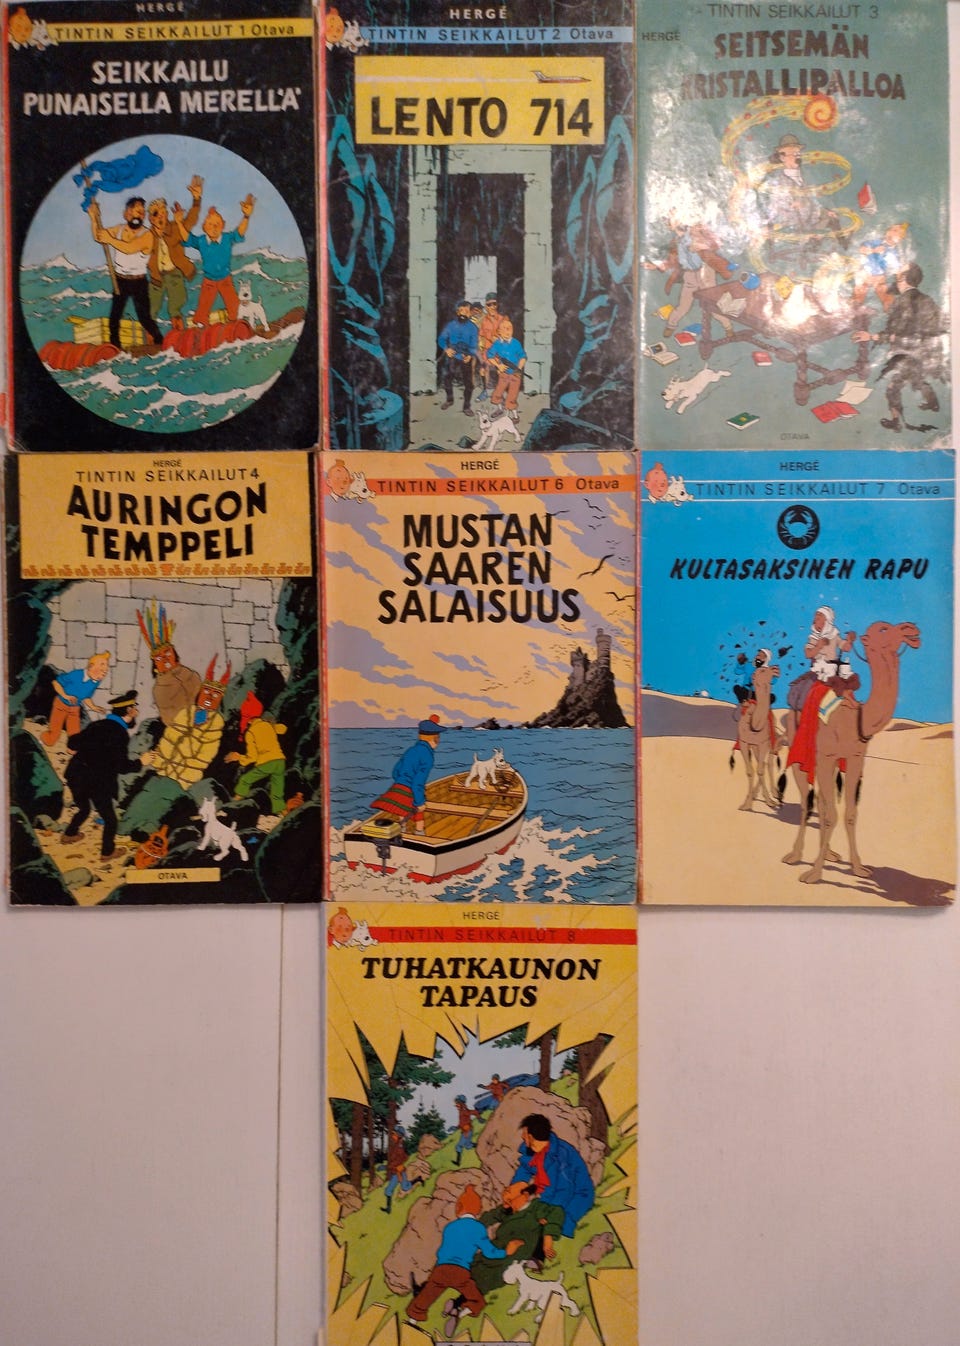 HERGÉ
TINTIN SEIKKAILUT 1 Otava
SEIKKAILU
PUNAISELLA MERELLÄ
HERGÉ
TINTIN SEIKKAILUT 2 Otava
LENTO 714
TINTIN SEIKKAILUT 3
HERGÉ
SEITSEMÄN
KRISTALLIPALLOA
OTAVA
HERGÉ
TINTIN SEIKKAILUT 4
AURINGON
TEMPPELI
OTAVA
HERGÉ
TINTIN SEIKKAILUT 6 Otava
MUSTAN
SAAREN
SALAISUUS
HERGÉ
TINTIN SEIKKAILUT 7 Otava
KULTASAKSINEN RAPU
HERGÉ
TINTIN SEIKKAILUT 8
TUHATKAUNON
TAPAUS